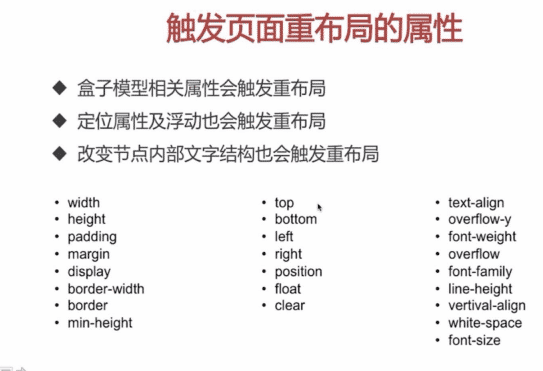 触发页面重布局的属性
◆ 盒子模型相关属性会触发重布局
◆ 定位属性及浮动也会触发重布局
◆ 改变节点内部文字结构也会触发重布局
• width
• height
• padding
• margin
• display
• border-width
• border
• min-height
• top
• bottom
• left
• right
• position
• float
• clear
• text-align
• overflow-y
• font-weight
• overflow
• font-family
• line-height
• vertival-align
• white-space
• font-size